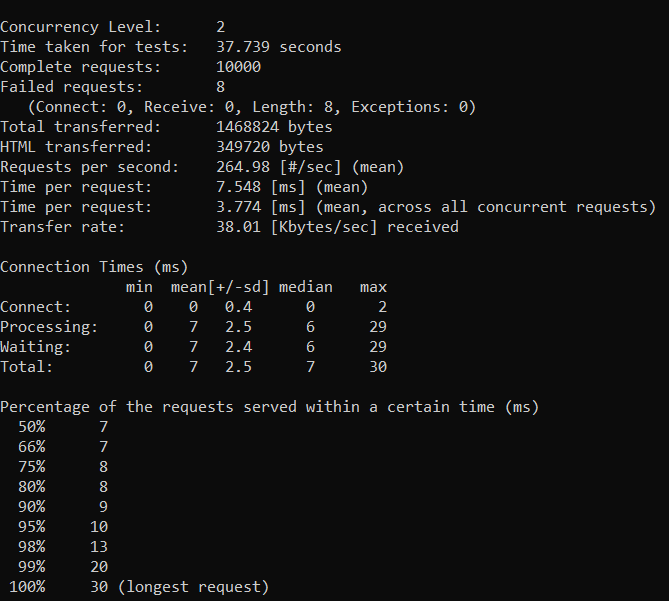 Concurrency Level:      2
Time taken for tests:   37.739 seconds
Complete requests:      10000
Failed requests:        8
   (Connect: 0, Receive: 0, Length: 8, Exceptions: 0)
Total transferred:      1468824 bytes
HTML transferred:       349720 bytes
Requests per second:    264.98 [#/sec] (mean)
Time per request:       7.548 [ms] (mean)
Time per request:       3.774 [ms] (mean, across all concurrent requests)
Transfer rate:          38.01 [Kbytes/sec] received

Connection Times (ms)
              min  mean[+/-sd] median   max
Connect:        0    0   0.4      0       2
Processing:     0    7   2.5      6      29
Waiting:        0    7   2.4      6      29
Total:          0    7   2.5      7      30

Percentage of the requests served within a certain time (ms)
  50%      7
  66%      7
  75%      8
  80%      8
  90%      9
  95%     10
  98%     13
  99%     20
 100%     30 (longest request)